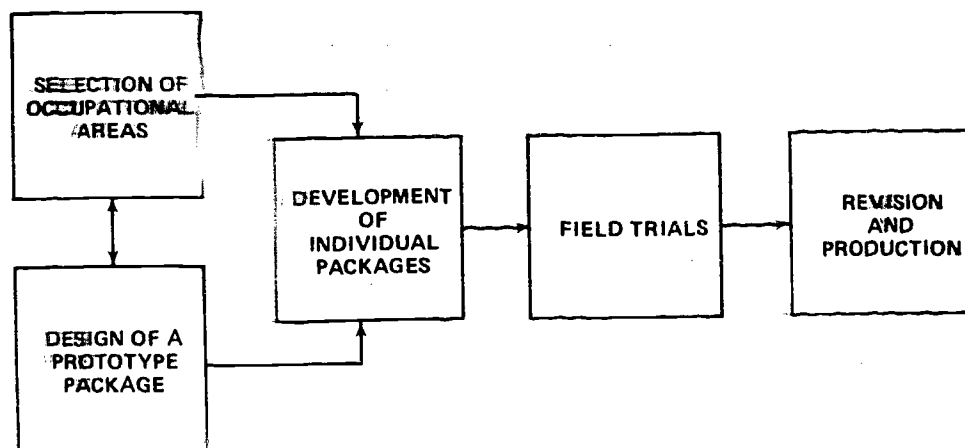 SELECTION OF
OCCUPATIONAL
AREAS
DEVELOPMENT
OF
INDIVIDUAL
PACKAGES
FIELD TRIALS
REVISION
AND
PRODUCTION
DESIGN OF A
PROTOTYPE
PACKAGE